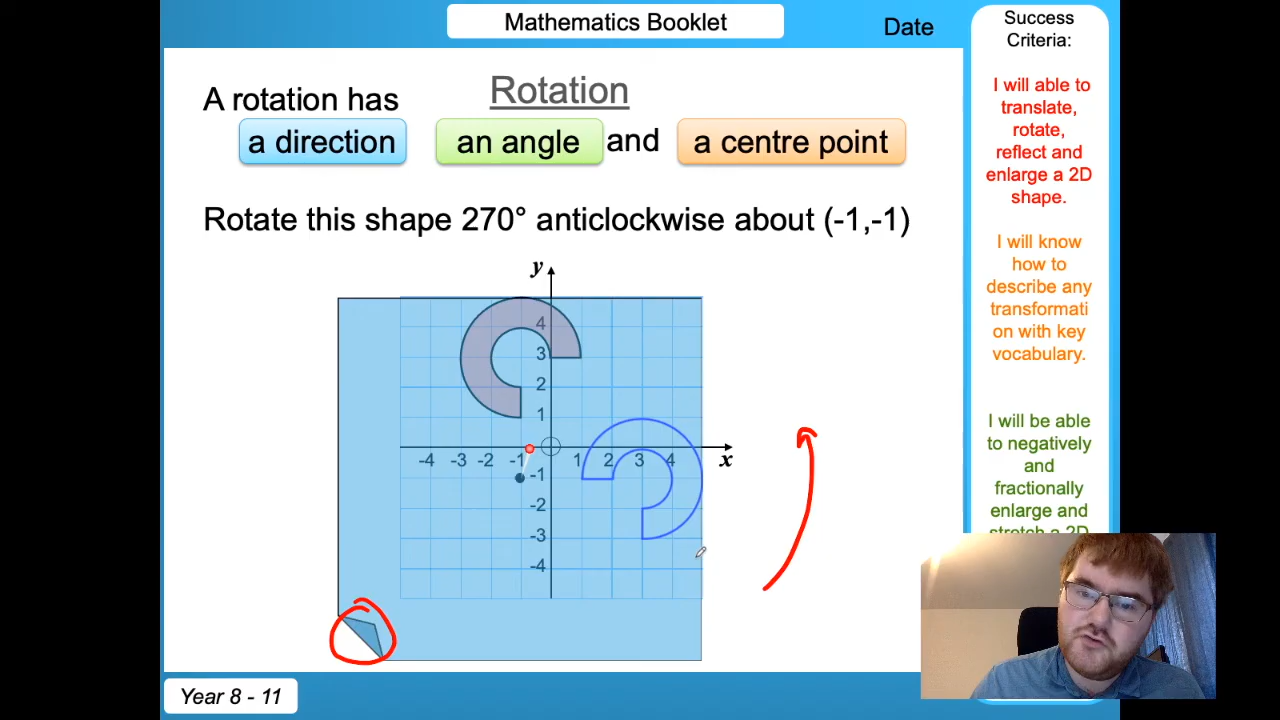 Mathematics Booklet
Date
Rotation
A rotation has
a direction
an angle
and
a centre point
Rotate this shape 270° anticlockwise about (-1,-1)
y
4
3
2
1
-4 -3 -2 -1 1 2 3 4 x
-1
-2
-3
-4
Year 8 - 11
Success
Criteria:
I will able to
translate,
rotate,
reflect and
enlarge a 2D
shape.
I will know
how to
describe any
transformati
on with key
vocabulary.
I will be able
to negatively
and
fractionally
enlarge and
stretch a 2D